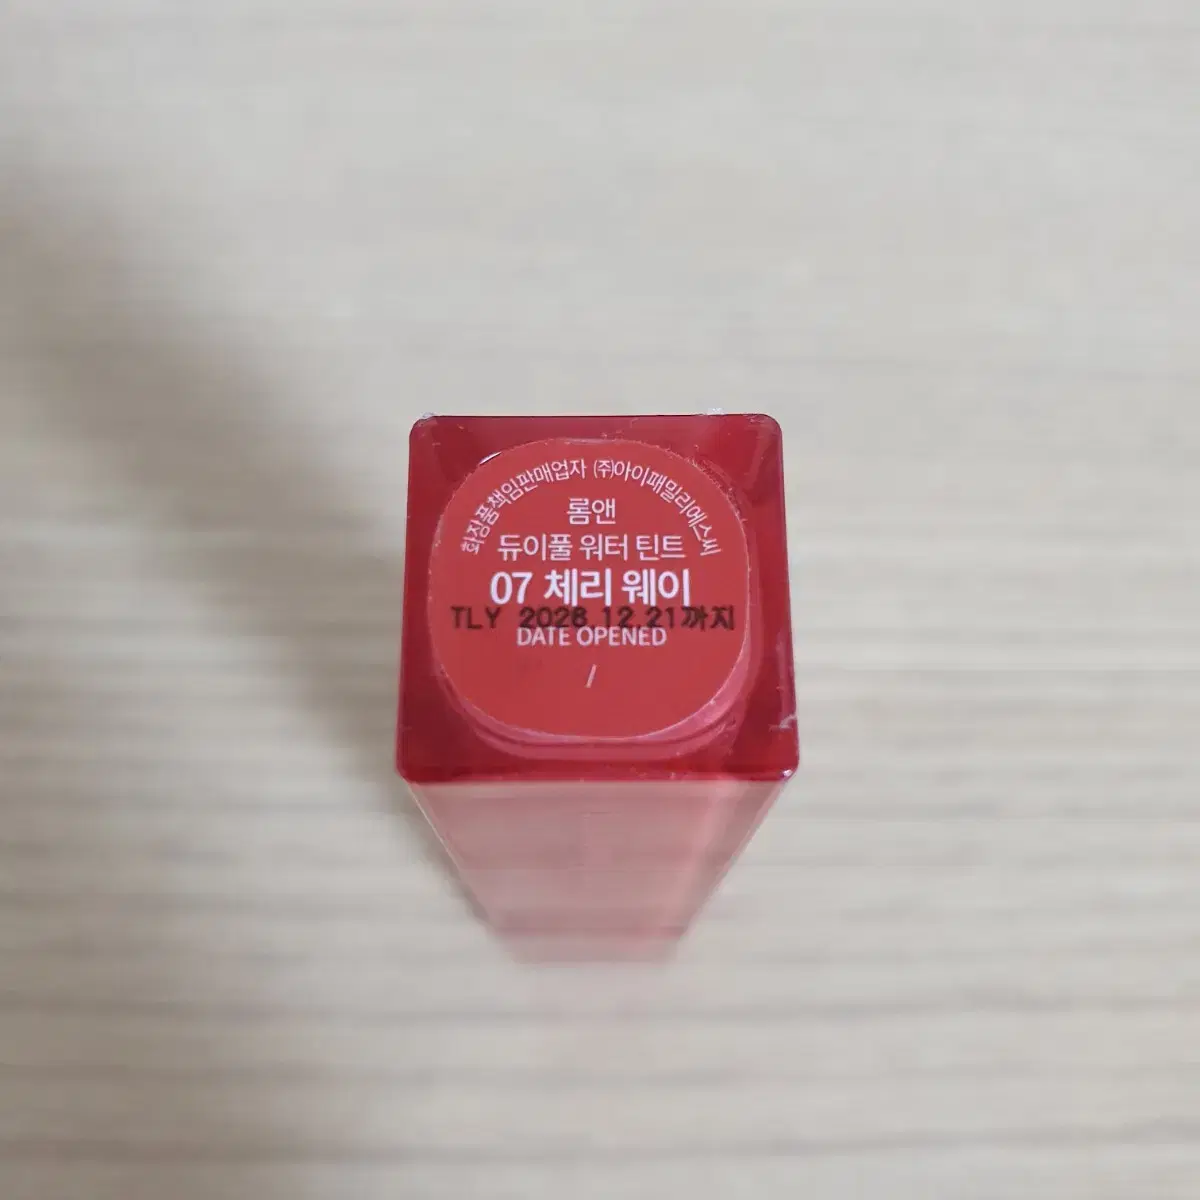 화장품책임판매업자 ㈜아이패밀리에스씨
롬앤
듀이풀 워터 틴트
07 체리 웨이
TLY 2026.12.21까지
DATE OPENED
/